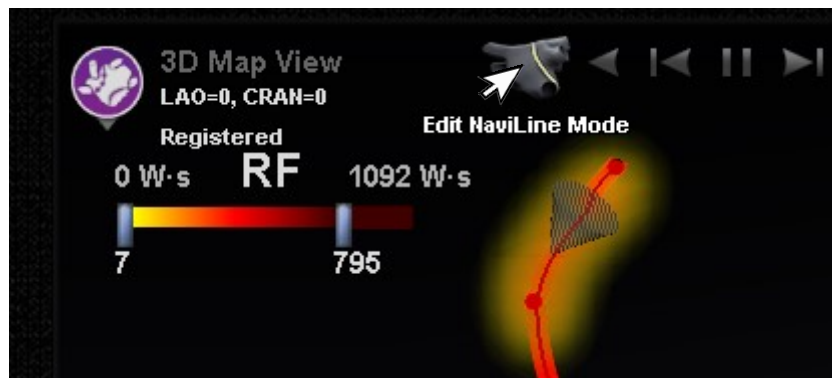 3D Map View
LAO=0, CRAN=0
Edit NaviLine Mode
Registered
0 W·s RF 1092 W·s
7 795